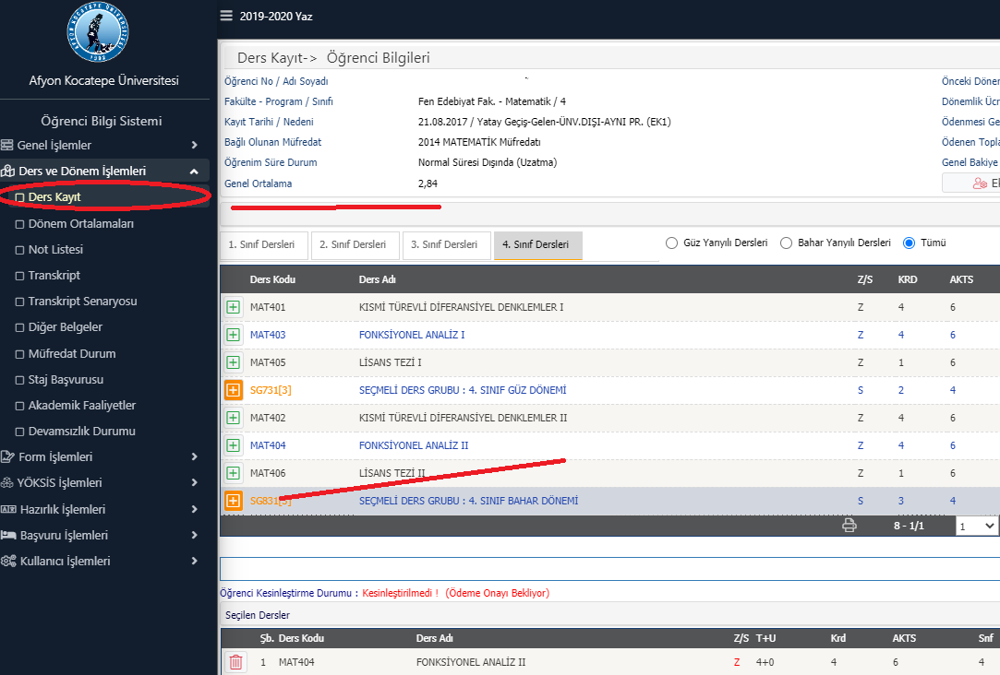 AFYON KOCATEPE ÜNİVERSİTESİ
1992
Afyon Kocatepe Üniversitesi
Öğrenci Bilgi Sistemi
Genel İşlemler
Ders ve Dönem İşlemleri
Ders Kayıt
Dönem Ortalamaları
Not Listesi
Transkript
Transkript Senaryosu
Diğer Belgeler
Müfredat Durum
Staj Başvurusu
Akademik Faaliyetler
Devamsızlık Durumu
Form İşlemleri
YÖKSİS İşlemleri
Hazırlık İşlemleri
Başvuru İşlemleri
Kullanıcı İşlemleri
2019-2020 Yaz
Ders Kayıt-> Öğrenci Bilgileri
Öğrenci No / Adı Soyadı
Fakülte - Program / Sınıfı Fen Edebiyat Fak. - Matematik / 4
Kayıt Tarihi / Nedeni 21.08.2017 / Yatay Geçiş-Gelen-ÜNV.DIŞI-AYNI PR. (EK1)
Bağlı Olunan Müfredat 2014 MATEMATİK Müfredatı
Öğrenim Süre Durum Normal Süresi Dışında (Uzatma)
Genel Ortalama 2,84
Önceki Döner
Dönemlik Ücr
Ödenmesi Ge
Ödenen Topla
Genel Bakiye
Ek
1. Sınıf Dersleri 2. Sınıf Dersleri 3. Sınıf Dersleri 4. Sınıf Dersleri Güz Yarıyılı Dersleri Bahar Yarıyılı Dersleri Tümü
Ders Kodu Ders Adı Z/S KRD AKTS
MAT401 KISMİ TÜREVLİ DİFERANSİYEL DENKLEMLER I Z 4 6
MAT403 FONKSİYONEL ANALİZ I Z 4 6
MAT405 LİSANS TEZİ I Z 1 6
SG731[3] SEÇMELİ DERS GRUBU : 4. SINIF GÜZ DÖNEMİ S 2 4
MAT402 KISMİ TÜREVLİ DİFERANSİYEL DENKLEMLER II Z 4 6
MAT404 FONKSİYONEL ANALİZ II Z 4 6
MAT406 LİSANS TEZİ II Z 1 6
SG831[3] SEÇMELİ DERS GRUBU : 4. SINIF BAHAR DÖNEMİ S 3 4
8 - 1/1 1
Öğrenci Kesinleştirme Durumu : Kesinleştirilmedi ! (Ödeme Onayı Bekliyor)
Seçilen Dersler
Şb. Ders Kodu Ders Adı Z/S T+U Krd AKTS Snf
1 MAT404 FONKSİYONEL ANALİZ II Z 4+0 4 6 4